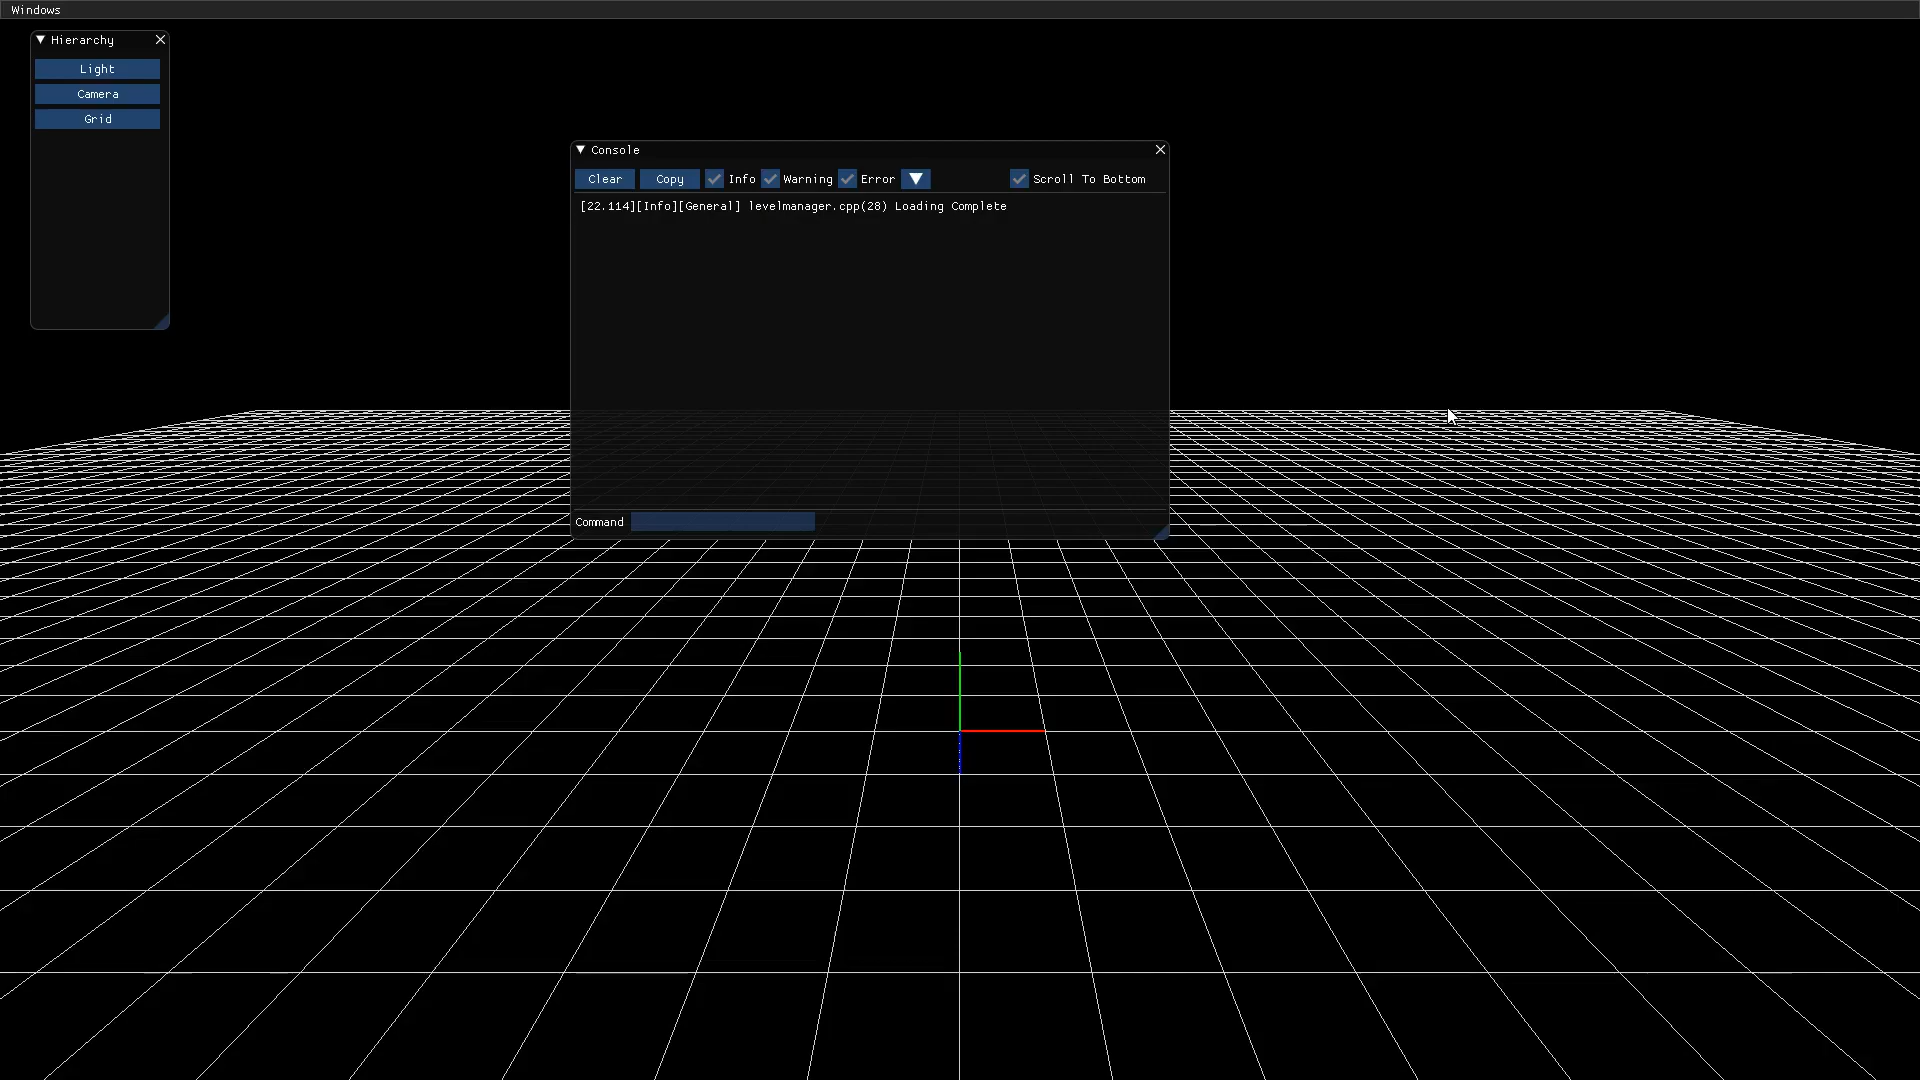 Windows
Hierarchy
Light
Camera
Grid
Console
Clear Copy Info Warning Error Scroll To Bottom
[22.114][Info][General] levelmanager.cpp(28) Loading Complete
Command